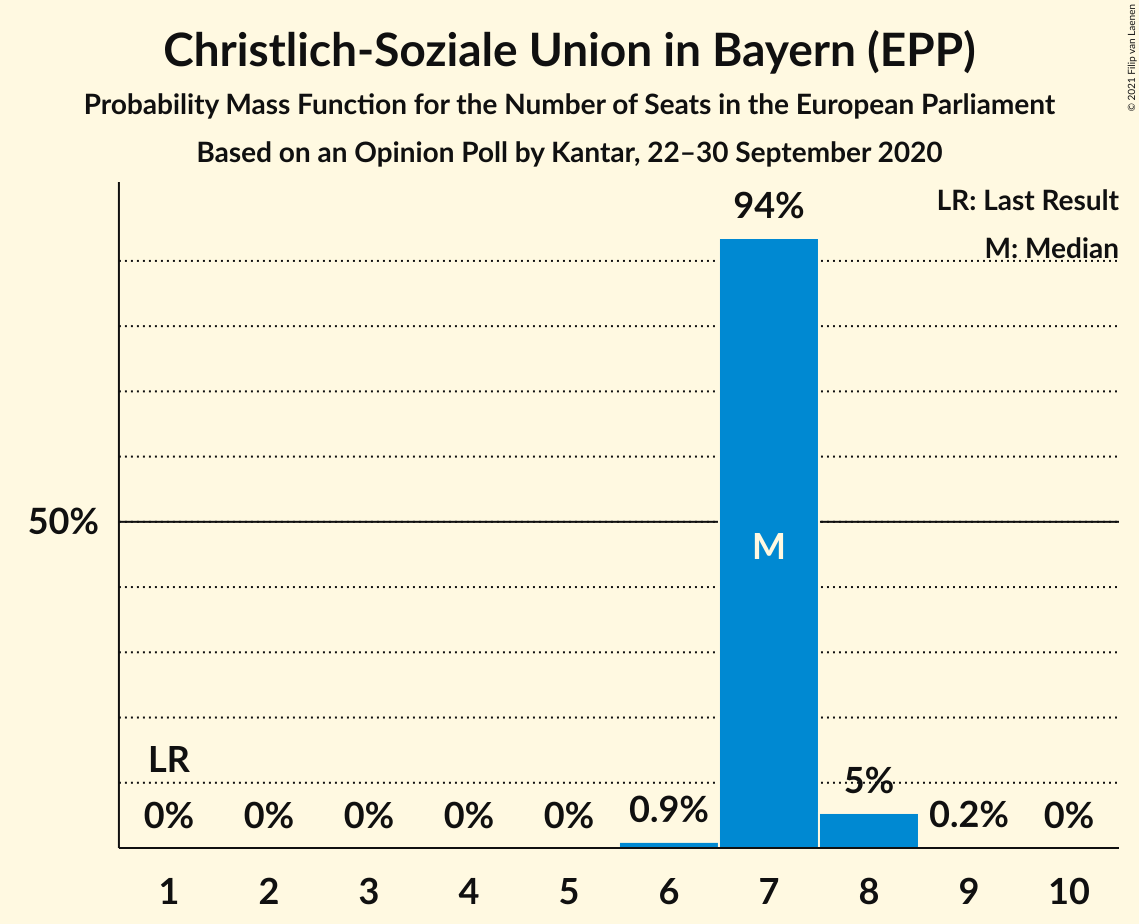 Christlich-Soziale Union in Bayern (EPP)
Probability Mass Function for the Number of Seats in the European Parliament
Based on an Opinion Poll by Kantar, 22–30 September 2020
© 2021 Filip van Laenen
LR: Last Result
M: Median
94%
50%
M
LR
0%
0%
0%
0%
0%
0.9%
5%
0.2%
0%
1
2
3
4
5
6
7
8
9
10